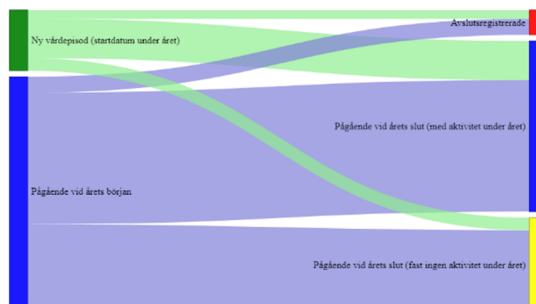 Avslutsregistrerade
Ny vårdepisod (startdatum under året)
Pågående vid årets slut (med aktivitet under året)
Pågående vid årets början
Pågående vid årets slut (fast ingen aktivitet under året)